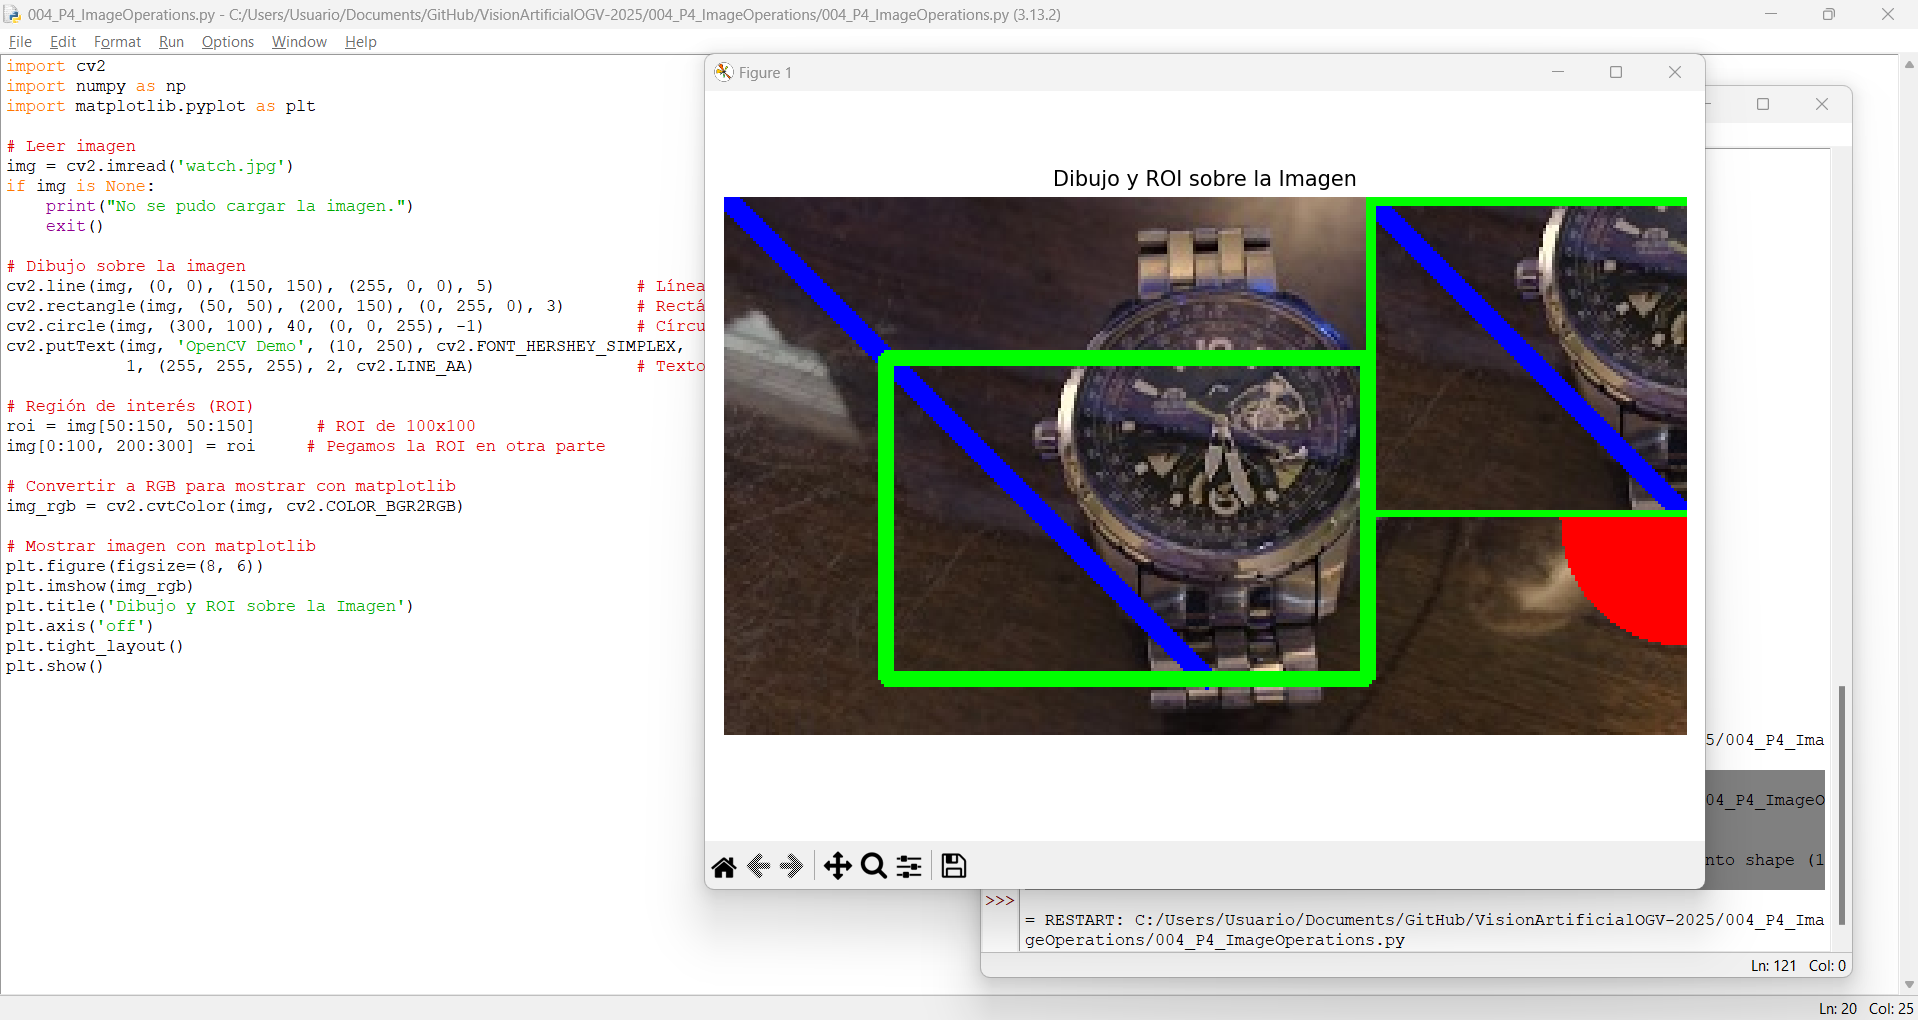 004_P4_ImageOperations.py - C:/Users/Usuario/Documents/GitHub/VisionArtificialOGV-2025/004_P4_ImageOperations/004_P4_ImageOperations.py (3.13.2)
File Edit Format Run Options Window Help
import cv2
import numpy as np
import matplotlib.pyplot as plt
# Leer imagen
img = cv2.imread('watch.jpg')
if img is None:
    print("No se pudo cargar la imagen.")
    exit()
# Dibujo sobre la imagen
cv2.line(img, (0, 0), (150, 150), (255, 0, 0), 5) # Línea
cv2.rectangle(img, (50, 50), (200, 150), (0, 255, 0), 3) # Rectá
cv2.circle(img, (300, 100), 40, (0, 0, 255), -1) # Círcu
cv2.putText(img, 'OpenCV Demo', (10, 250), cv2.FONT_HERSHEY_SIMPLEX,
            1, (255, 255, 255), 2, cv2.LINE_AA) # Texto
# Región de interés (ROI)
roi = img[50:150, 50:150] # ROI de 100x100
img[0:100, 200:300] = roi # Pegamos la ROI en otra parte
# Convertir a RGB para mostrar con matplotlib
img_rgb = cv2.cvtColor(img, cv2.COLOR_BGR2RGB)
# Mostrar imagen con matplotlib
plt.figure(figsize=(8, 6))
plt.imshow(img_rgb)
plt.title('Dibujo y ROI sobre la Imagen')
plt.axis('off')
plt.tight_layout()
plt.show()
Figure 1
Dibujo y ROI sobre la Imagen
5/004_P4_Ima
04_P4_ImageO
nto shape (1
>>>
= RESTART: C:/Users/Usuario/Documents/GitHub/VisionArtificialOGV-2025/004_P4_Ima
geOperations/004_P4_ImageOperations.py
Ln: 121 Col: 0
Ln: 20 Col: 25